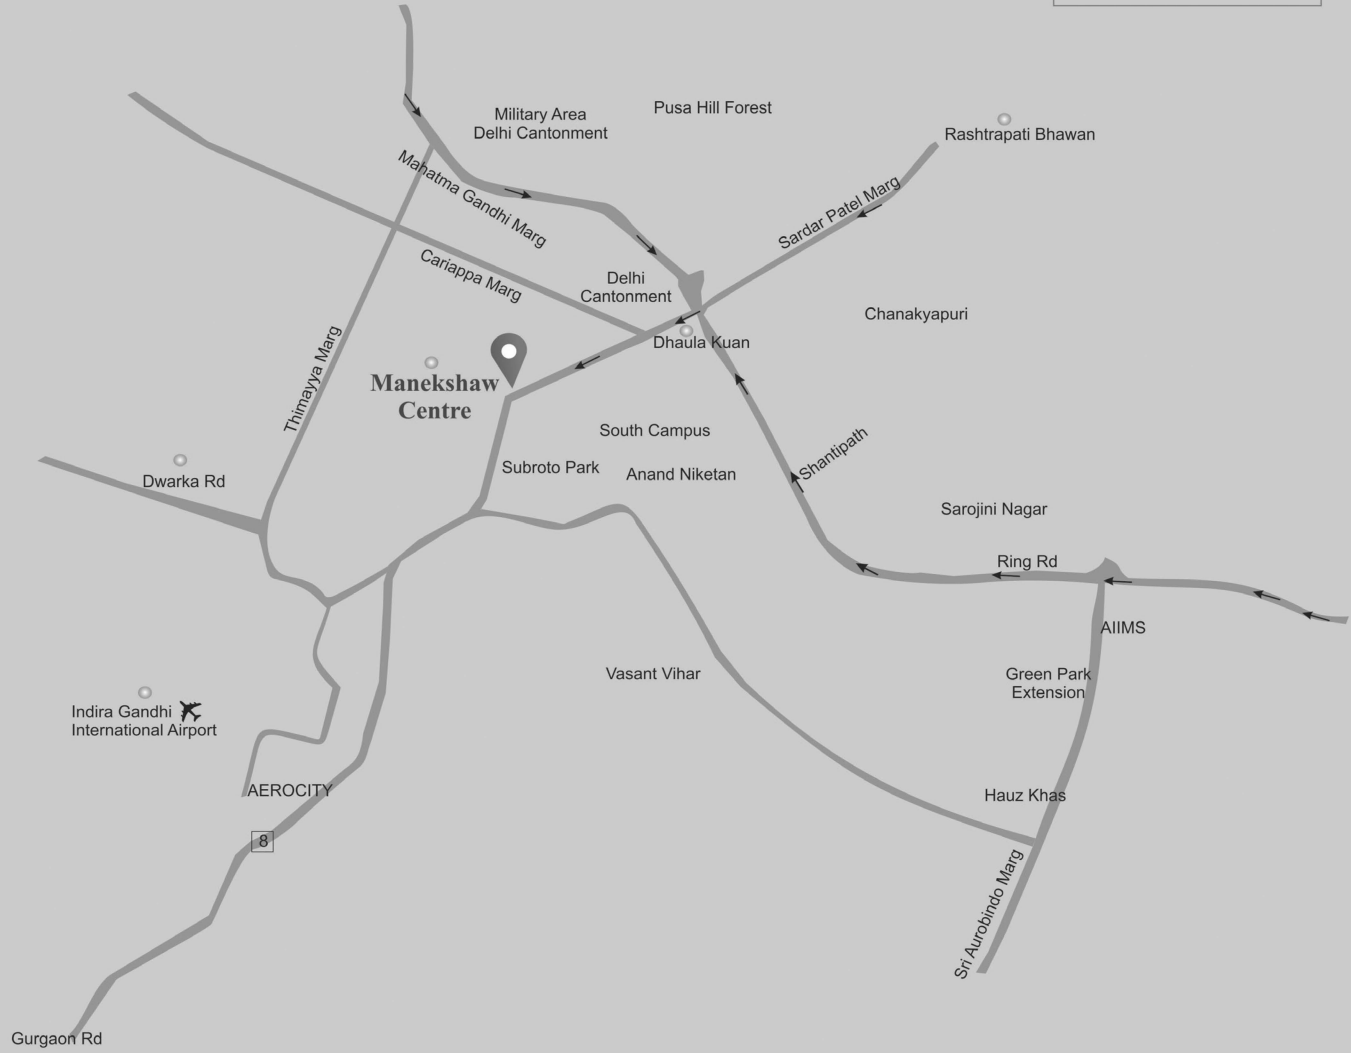 Pusa Hill Forest
Military Area
Delhi Cantonment
Rashtrapati Bhawan
Mahatma Gandhi Marg
Sardar Patel Marg
Cariappa Marg
Delhi
Cantonment
Chanakyapuri
Dhaula Kuan
Thimayya Marg
Manekshaw
Centre
South Campus
Shantipath
Subroto Park
Anand Niketan
Dwarka Rd
Sarojini Nagar
Ring Rd
AIIMS
Vasant Vihar
Green Park
Extension
Indira Gandhi
International Airport
AEROCITY
Hauz Khas
8
Sri Aurobindo Marg
Gurgaon Rd